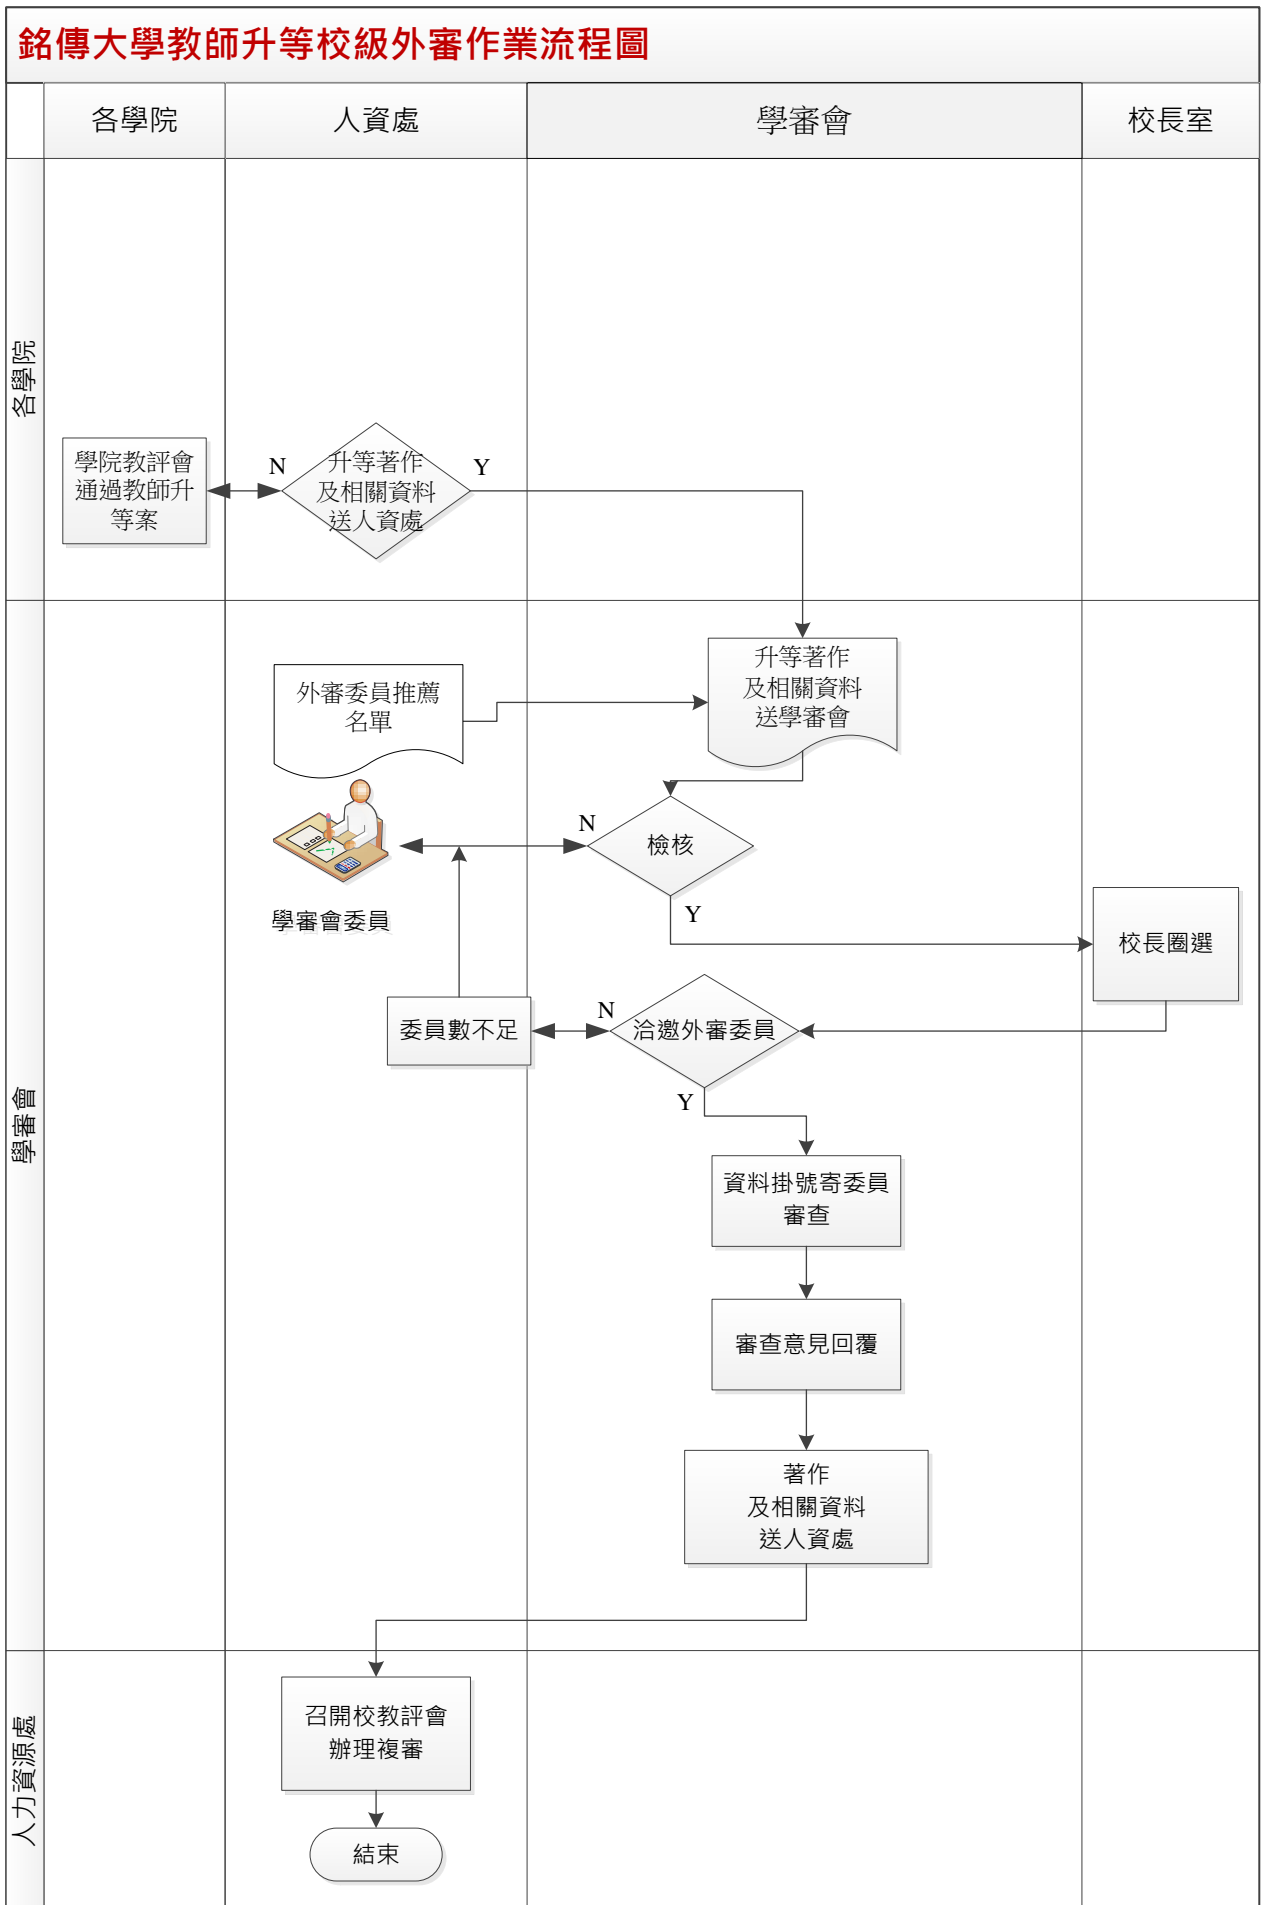 銘傳大學教師升等校級外審作業流程圖
各學院
人資處
學審會
校長室
各學院
學院教評會
通過教師升
等案
N
升等著作
及相關資料
送人資處
Y
學審會
外審委員推薦
名單
升等著作
及相關資料
送學審會
學審會委員
N
檢核
Y
校長圈選
委員數不足
N
洽邀外審委員
Y
資料掛號寄委員
審查
審查意見回覆
著作
及相關資料
送人資處
人力資源處
召開校教評會
辦理複審
結束